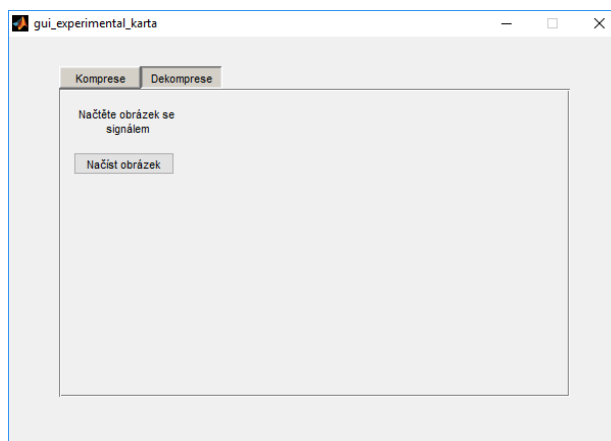 gui_experimental_karta
Komprese Dekomprese
Načtěte obrázek se
signálem
Načíst obrázek